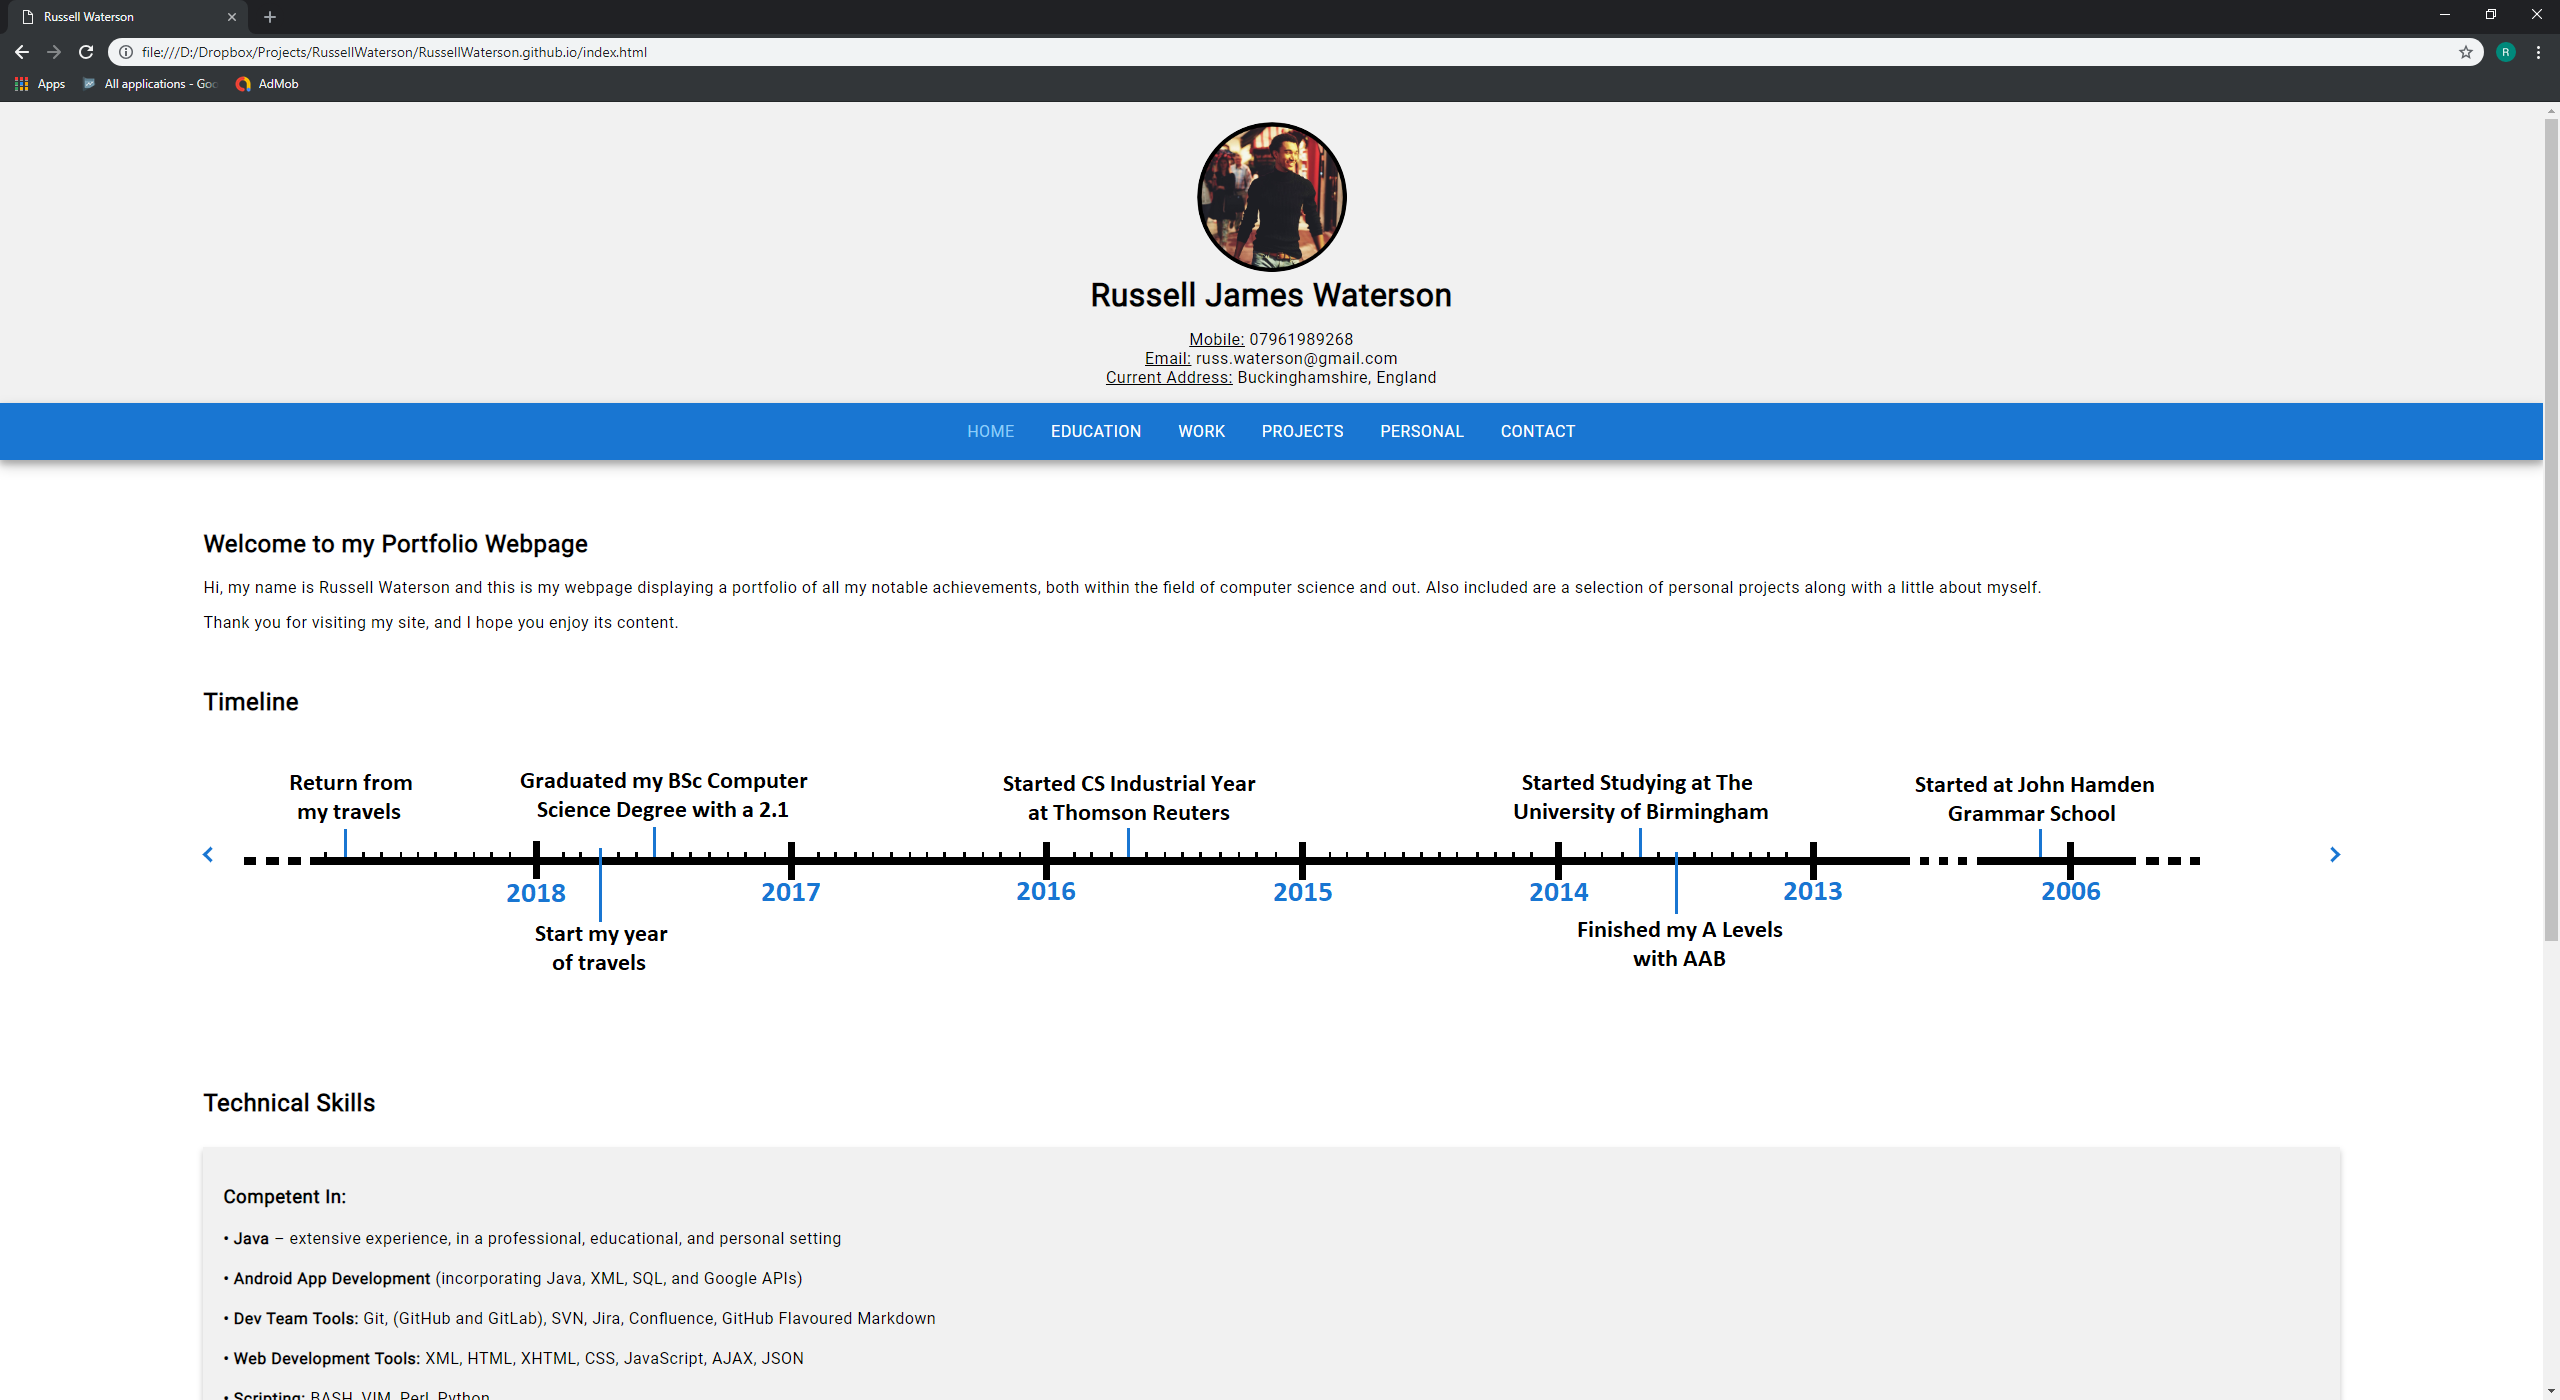 Russell Waterson
file:///D:/Dropbox/Projects/RussellWaterson/RussellWaterson.github.io/index.html
R
Apps All applications - Goo AdMob
Russell James Waterson
Mobile: 07961989268
Email: russ.waterson@gmail.com
Current Address: Buckinghamshire, England
HOME EDUCATION WORK PROJECTS PERSONAL CONTACT
Welcome to my Portfolio Webpage
Hi, my name is Russell Waterson and this is my webpage displaying a portfolio of all my notable achievements, both within the field of computer science and out. Also included are a selection of personal projects along with a little about myself.
Thank you for visiting my site, and I hope you enjoy its content.
Timeline
Return from
my travels
Graduated my BSc Computer
Science Degree with a 2.1
Started CS Industrial Year
at Thomson Reuters
Started Studying at The
University of Birmingham
Started at John Hamden
Grammar School
2018 2017 2016 2015 2014 2013 2006
Start my year
of travels
Finished my A Levels
with AAB
Technical Skills
Competent In:
• Java – extensive experience, in a professional, educational, and personal setting
• Android App Development (incorporating Java, XML, SQL, and Google APIs)
• Dev Team Tools: Git, (GitHub and GitLab), SVN, Jira, Confluence, GitHub Flavoured Markdown
• Web Development Tools: XML, HTML, XHTML, CSS, JavaScript, AJAX, JSON
• Scripting: BASH, VIM, Perl, Python